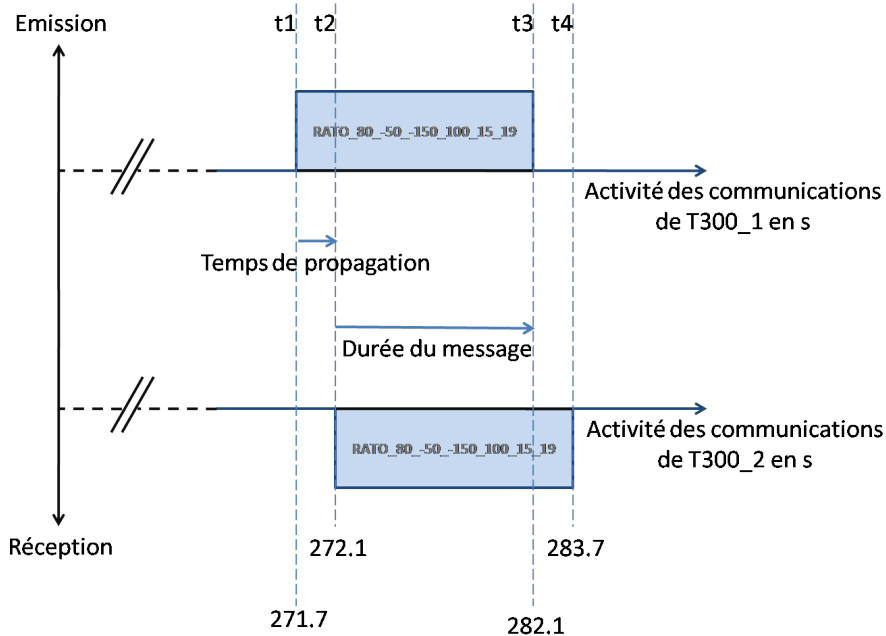 Emission
t1 t2 t3 t4
RATO_80_-50_-150_100_15_19
Activité des communications
de T300_1 en s
Temps de propagation
Durée du message
RATO_80_-50_-150_100_15_19
Activité des communications
de T300_2 en s
Réception
272.1 283.7
271.7 282.1